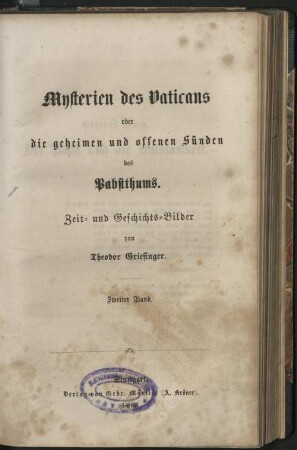 Mysterien des Vaticans
oder
die geheimen und offenen Sünden
des
Pabstthums.
Zeit- und Geschichts-Bilder
von
Theodor Griesinger.
Zweiter Band.
Stuttgart.
Verlag von Gebr. Mäntler (A. Kröner).